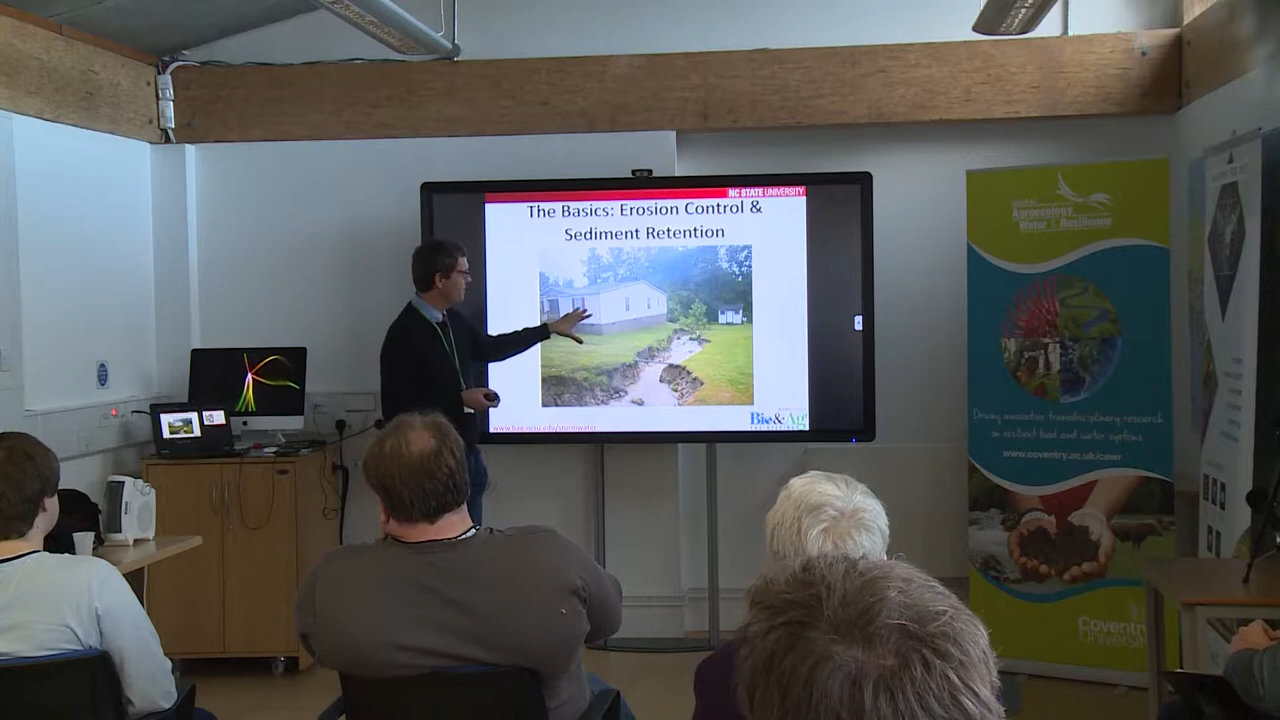 NC STATE UNIVERSITY
The Basics: Erosion Control &
Sediment Retention
www.bae.ncsu.edu/stormwater
Bio&Ag
ENGINEERING
Agroecology,
Water & Resilience
Driving innovative transdisciplinary research
on resilient food and water systems
www.coventry.ac.uk/cawr
Coventry
University